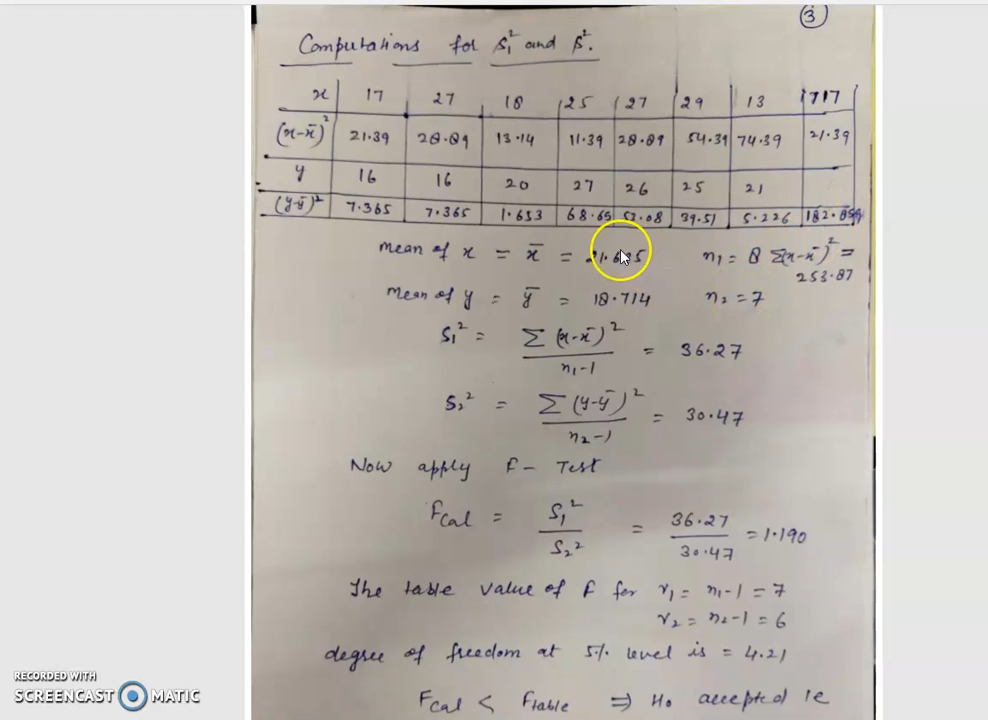 3
Computations for S₁² and S².
x 17 27 18 25 27 29 13 1717
(x-x̄)² 21.39 28.89 13.14 11.39 28.89 54.39 74.39 21.39
y 16 16 20 27 26 25 21
(y-ȳ)² 7.365 7.365 1.653 68.65 53.08 39.51 5.226
mean of x = x̄ = n₁ = 8 Σ(x-x̄)² =
253.87
mean of y = ȳ = 18.714 n₂ = 7
S₁² = Σ(x-x̄)² / n₁-1 = 36.27
S₂² = Σ(y-ȳ)² / n₂-1 = 30.47
Now apply F- Test
Fcal = S₁² / S₂² = 36.27 / 30.47 = 1.190
The table value of F for ν₁ = n₁-1 = 7
ν₂ = n₂-1 = 6
degree of freedom at 5% level is = 4.21
Fcal < Ftable ⇒ H₀ accepted ie
RECORDED WITH
SCREENCAST MATIC